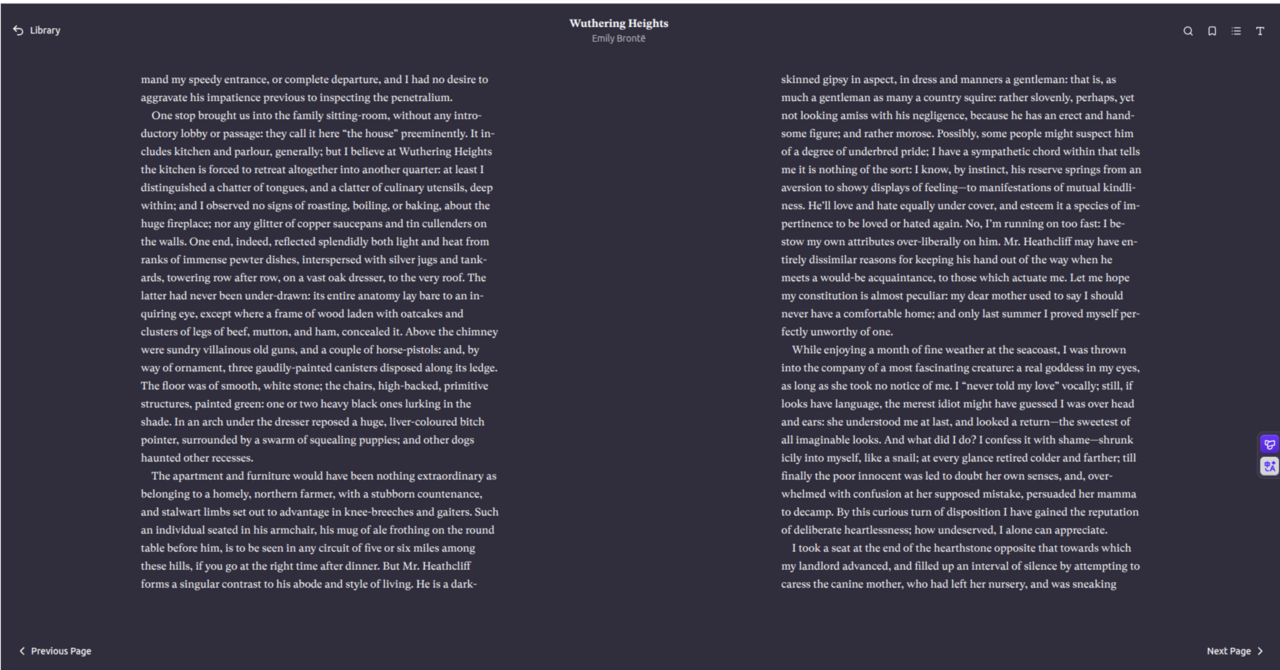 Library
Wuthering Heights
Emily Brontë
mand my speedy entrance, or complete departure, and I had no desire to
aggravate his impatience previous to inspecting the penetralium.
One stop brought us into the family sitting-room, without any intro-
ductory lobby or passage: they call it here “the house” preeminently. It in-
cludes kitchen and parlour, generally; but I believe at Wuthering Heights
the kitchen is forced to retreat altogether into another quarter: at least I
distinguished a chatter of tongues, and a clatter of culinary utensils, deep
within; and I observed no signs of roasting, boiling, or baking, about the
huge fireplace; nor any glitter of copper saucepans and tin cullenders on
the walls. One end, indeed, reflected splendidly both light and heat from
ranks of immense pewter dishes, interspersed with silver jugs and tank-
ards, towering row after row, on a vast oak dresser, to the very roof. The
latter had never been under-drawn: its entire anatomy lay bare to an in-
quiring eye, except where a frame of wood laden with oatcakes and
clusters of legs of beef, mutton, and ham, concealed it. Above the chimney
were sundry villainous old guns, and a couple of horse-pistols: and, by
way of ornament, three gaudily-painted canisters disposed along its ledge.
The floor was of smooth, white stone; the chairs, high-backed, primitive
structures, painted green: one or two heavy black ones lurking in the
shade. In an arch under the dresser reposed a huge, liver-coloured bitch
pointer, surrounded by a swarm of squealing puppies; and other dogs
haunted other recesses.
The apartment and furniture would have been nothing extraordinary as
belonging to a homely, northern farmer, with a stubborn countenance,
and stalwart limbs set out to advantage in knee-breeches and gaiters. Such
an individual seated in his armchair, his mug of ale frothing on the round
table before him, is to be seen in any circuit of five or six miles among
these hills, if you go at the right time after dinner. But Mr. Heathcliff
forms a singular contrast to his abode and style of living. He is a dark-
skinned gipsy in aspect, in dress and manners a gentleman: that is, as
much a gentleman as many a country squire: rather slovenly, perhaps, yet
not looking amiss with his negligence, because he has an erect and hand-
some figure; and rather morose. Possibly, some people might suspect him
of a degree of underbred pride; I have a sympathetic chord within that tells
me it is nothing of the sort: I know, by instinct, his reserve springs from an
aversion to showy displays of feeling—to manifestations of mutual kindli-
ness. He’ll love and hate equally under cover, and esteem it a species of im-
pertinence to be loved or hated again. No, I’m running on too fast: I be-
stow my own attributes over-liberally on him. Mr. Heathcliff may have en-
tirely dissimilar reasons for keeping his hand out of the way when he
meets a would-be acquaintance, to those which actuate me. Let me hope
my constitution is almost peculiar: my dear mother used to say I should
never have a comfortable home; and only last summer I proved myself per-
fectly unworthy of one.
While enjoying a month of fine weather at the seacoast, I was thrown
into the company of a most fascinating creature: a real goddess in my eyes,
as long as she took no notice of me. I “never told my love” vocally; still, if
looks have language, the merest idiot might have guessed I was over head
and ears: she understood me at last, and looked a return—the sweetest of
all imaginable looks. And what did I do? I confess it with shame—shrunk
icily into myself, like a snail; at every glance retired colder and farther; till
finally the poor innocent was led to doubt her own senses, and, over-
whelmed with confusion at her supposed mistake, persuaded her mamma
to decamp. By this curious turn of disposition I have gained the reputation
of deliberate heartlessness; how undeserved, I alone can appreciate.
I took a seat at the end of the hearthstone opposite that towards which
my landlord advanced, and filled up an interval of silence by attempting to
caress the canine mother, who had left her nursery, and was sneaking
Previous Page
Next Page